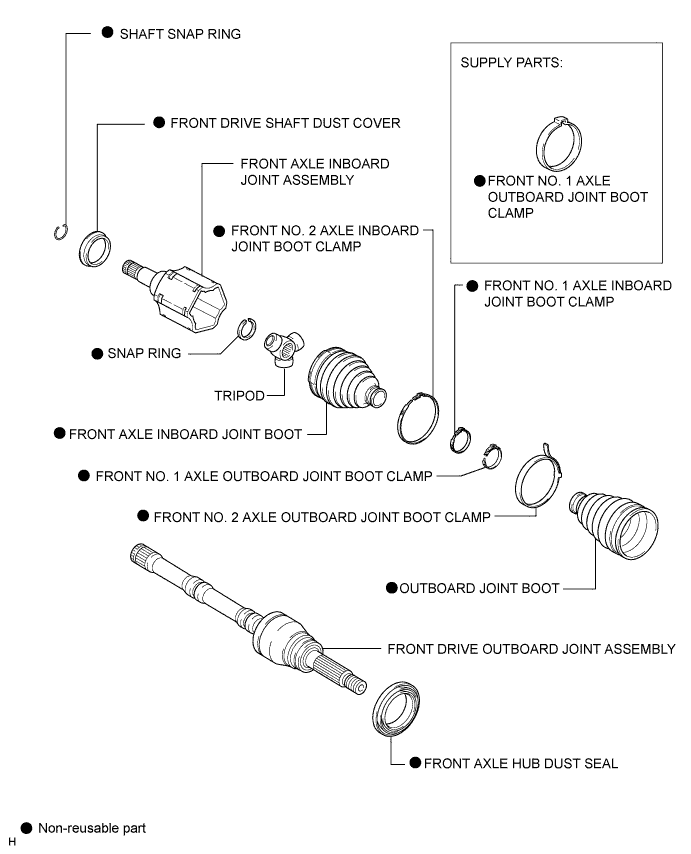 ● SHAFT SNAP RING
SUPPLY PARTS:
● FRONT DRIVE SHAFT DUST COVER
FRONT AXLE INBOARD
JOINT ASSEMBLY
● FRONT NO. 1 AXLE
OUTBOARD JOINT BOOT
CLAMP
● FRONT NO. 2 AXLE INBOARD
JOINT BOOT CLAMP
● FRONT NO. 1 AXLE INBOARD
JOINT BOOT CLAMP
● SNAP RING
TRIPOD
● FRONT AXLE INBOARD JOINT BOOT
● FRONT NO. 1 AXLE OUTBOARD JOINT BOOT CLAMP
● FRONT NO. 2 AXLE OUTBOARD JOINT BOOT CLAMP
● OUTBOARD JOINT BOOT
FRONT DRIVE OUTBOARD JOINT ASSEMBLY
● FRONT AXLE HUB DUST SEAL
● Non-reusable part
H